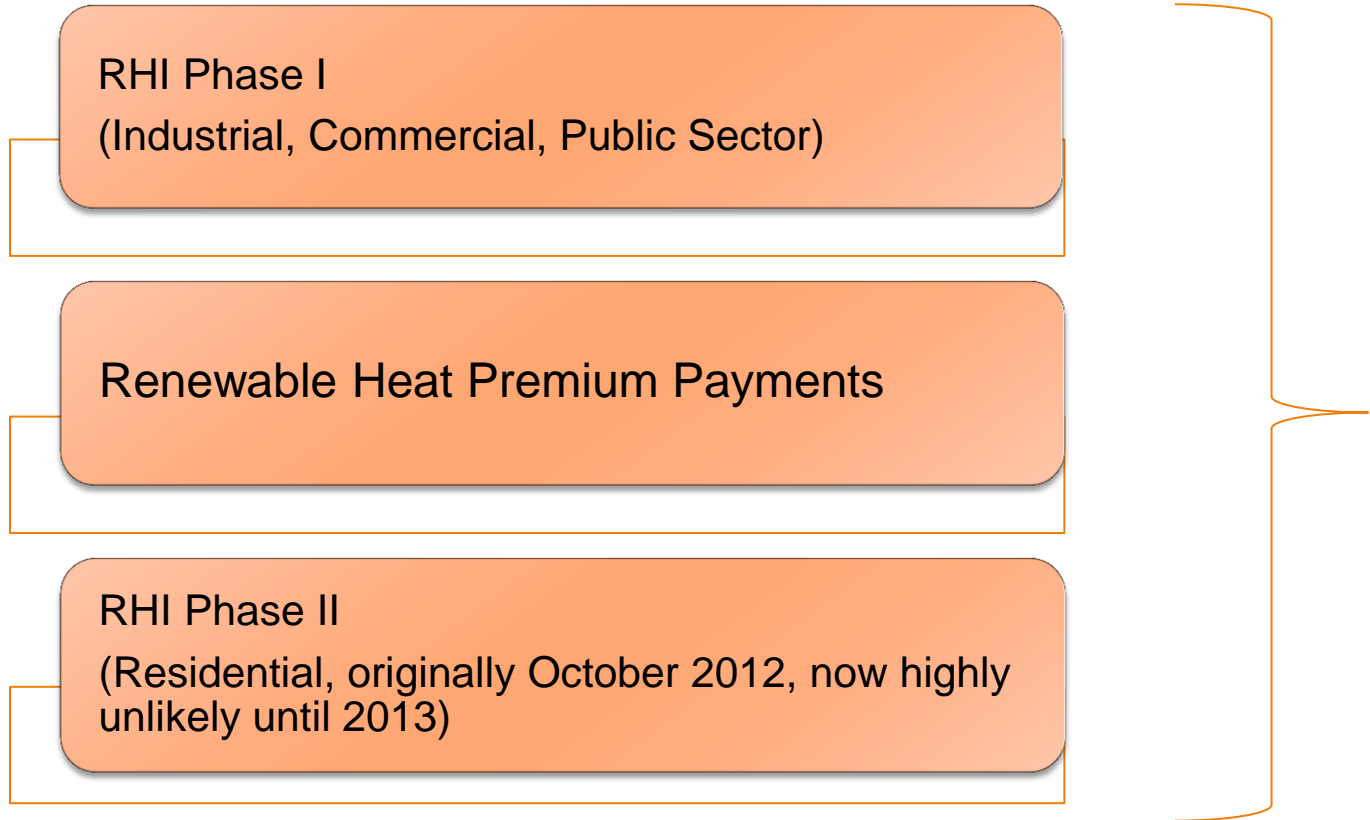 RHI Phase I
(Industrial, Commercial, Public Sector)
Renewable Heat Premium Payments
RHI Phase II
(Residential, originally October 2012, now highly
unlikely until 2013)